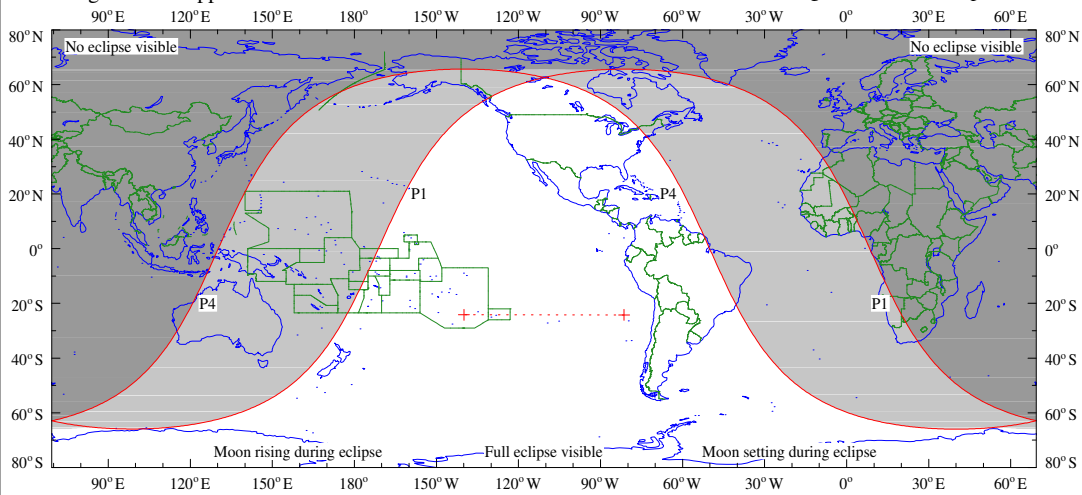 90° E 120° E 150° E 180° 150° W 120° W 90° W 60° W 30° W 0° 30° E 60° E
80° N No eclipse visible No eclipse visible 80° N
60° N 60° N
40° N 40° N
20° N P1 P4 20° N
0° 0°
20° S P4 P1 20° S
40° S 40° S
60° S 60° S
80° S Moon rising during eclipse Full eclipse visible Moon setting during eclipse 80° S
90° E 120° E 150° E 180° 150° W 120° W 90° W 60° W 30° W 0° 30° E 60° E